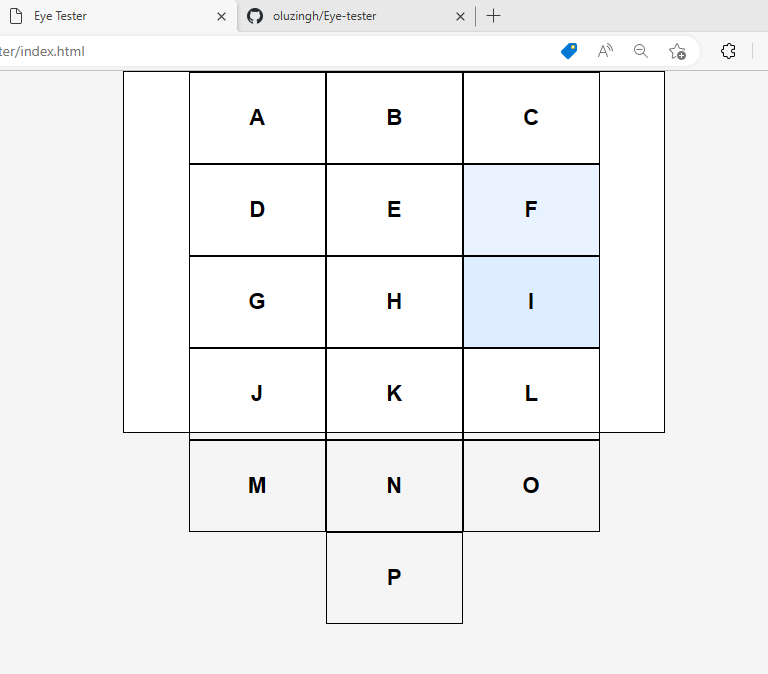 Eye Tester
oluzingh/Eye-tester
ter/index.html
A B C
D E F
G H I
J K L
M N O
P